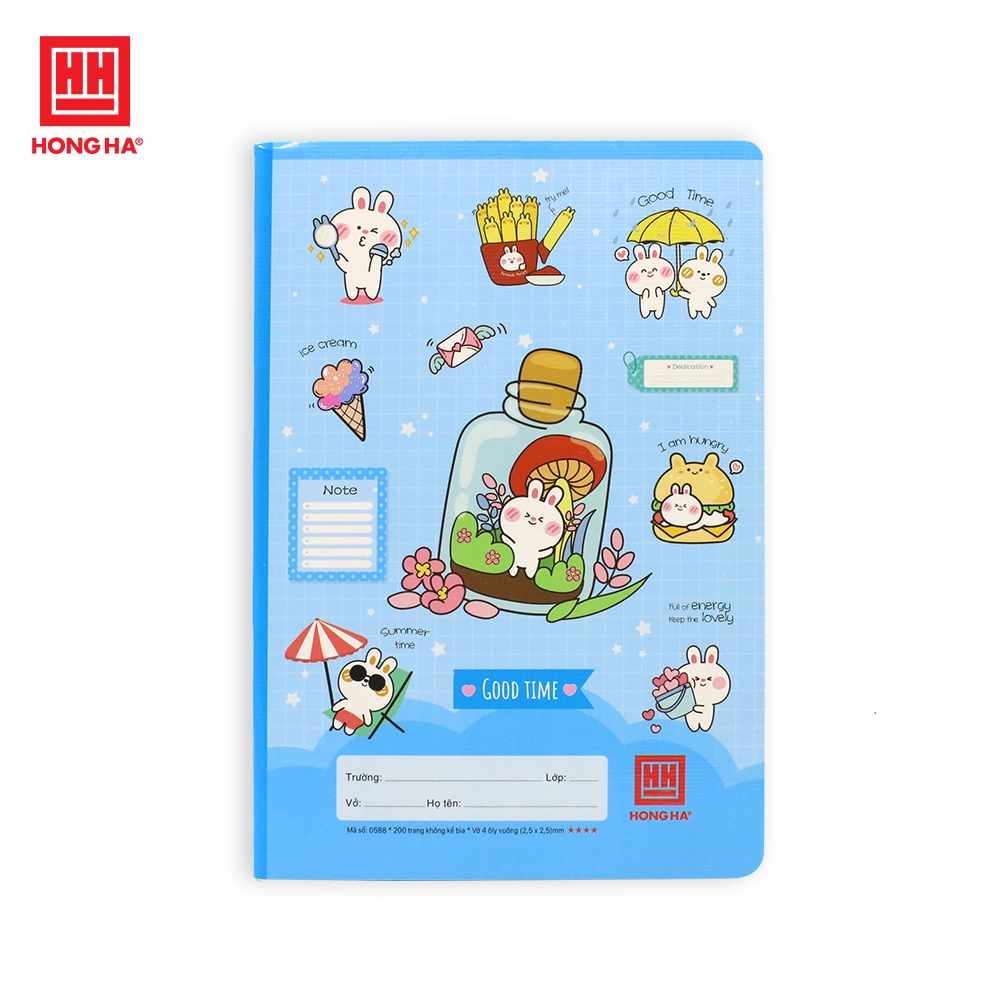 HH
HONG HA®
try me!
Good Time
ice cream
Dedication
I am hungry
Note
Full of energy
Keep the lovely
Summer
time
GOOD TIME
Trường: Lớp:
Vở: Họ tên:
HH
HONG HA®
Mã số: 0588 * 200 trang không kể bìa * Vở 4 ôly vuông (2,5 x 2,5)mm ★★★★